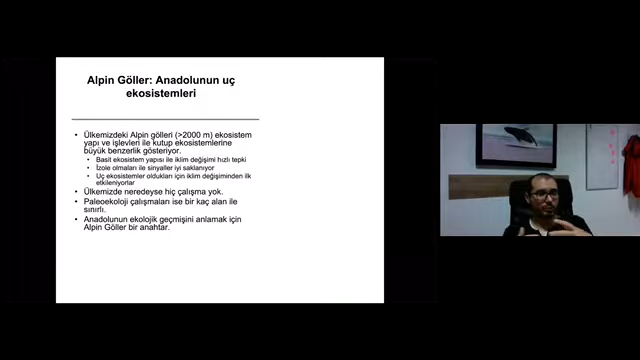 Alpin Göller: Anadolunun uç
ekosistemleri
• Ülkemizdeki Alpin gölleri (>2000 m) ekosistem
yapı ve işlevleri ile kutup ekosistemlerine
büyük benzerlik gösteriyor.
• Basit ekosistem yapısı ile iklim değişimi hızlı tepki
• İzole olmaları ile sinyaller iyi saklanıyor
• Uç ekosistemler oldukları için iklim değişiminden ilk
etkileniyorlar
• Ülkemizde neredeyse hiç çalışma yok.
• Paleoekoloji çalışmaları ise bir kaç alan ile
sınırlı.
• Anadolunun ekolojik geçmişini anlamak için
Alpin Göller bir anahtar.